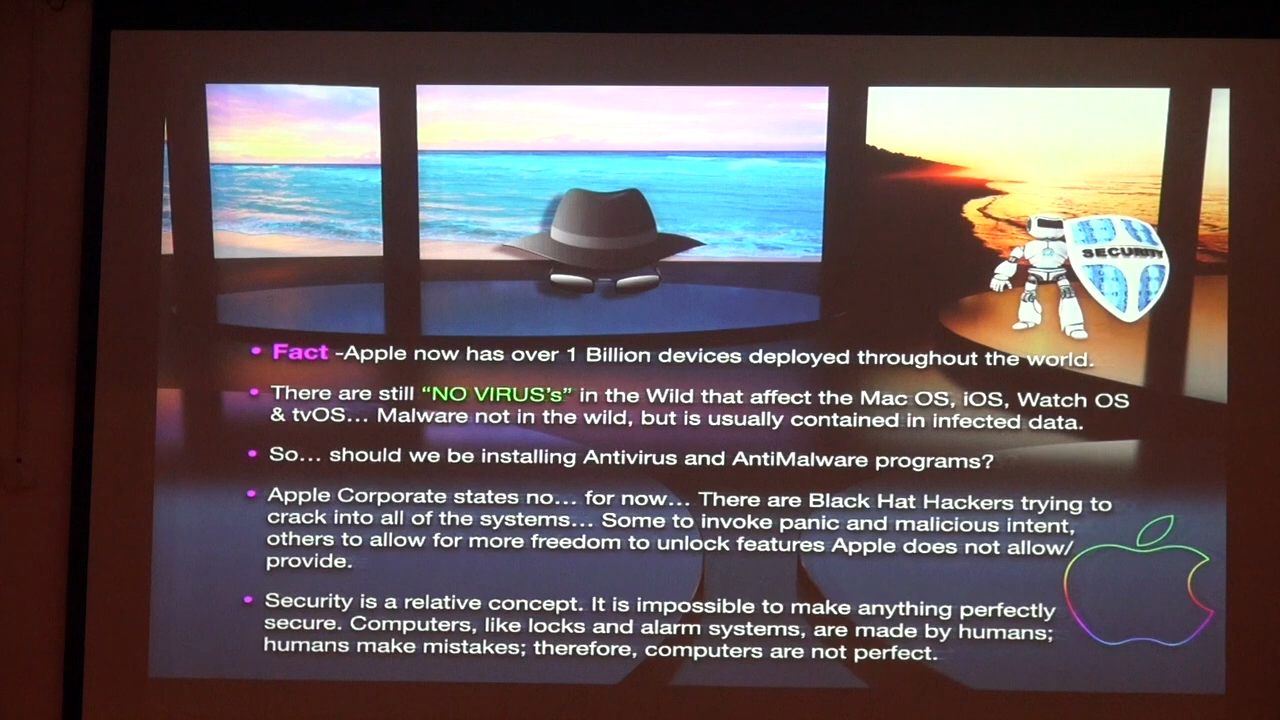 SECURITY
• Fact -Apple now has over 1 Billion devices deployed throughout the world.
• There are still “NO VIRUS’s” in the Wild that affect the Mac OS, iOS, Watch OS
& tvOS... Malware not in the wild, but is usually contained in infected data.
• So... should we be installing Antivirus and AntiMalware programs?
• Apple Corporate states no... for now... There are Black Hat Hackers trying to
crack into all of the systems... Some to invoke panic and malicious intent,
others to allow for more freedom to unlock features Apple does not allow/
provide.
• Security is a relative concept. It is impossible to make anything perfectly
secure. Computers, like locks and alarm systems, are made by humans;
humans make mistakes; therefore, computers are not perfect.